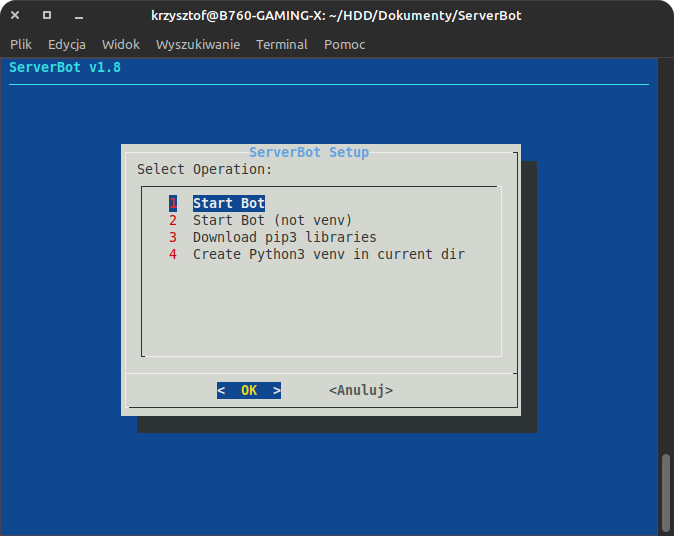 krzysztof@B760-GAMING-X: ~/HDD/Dokumenty/ServerBot
Plik Edycja Widok Wyszukiwanie Terminal Pomoc
ServerBot v1.8
ServerBot Setup
Select Operation:
1 Start Bot
2 Start Bot (not venv)
3 Download pip3 libraries
4 Create Python3 venv in current dir
< OK > <Anuluj>